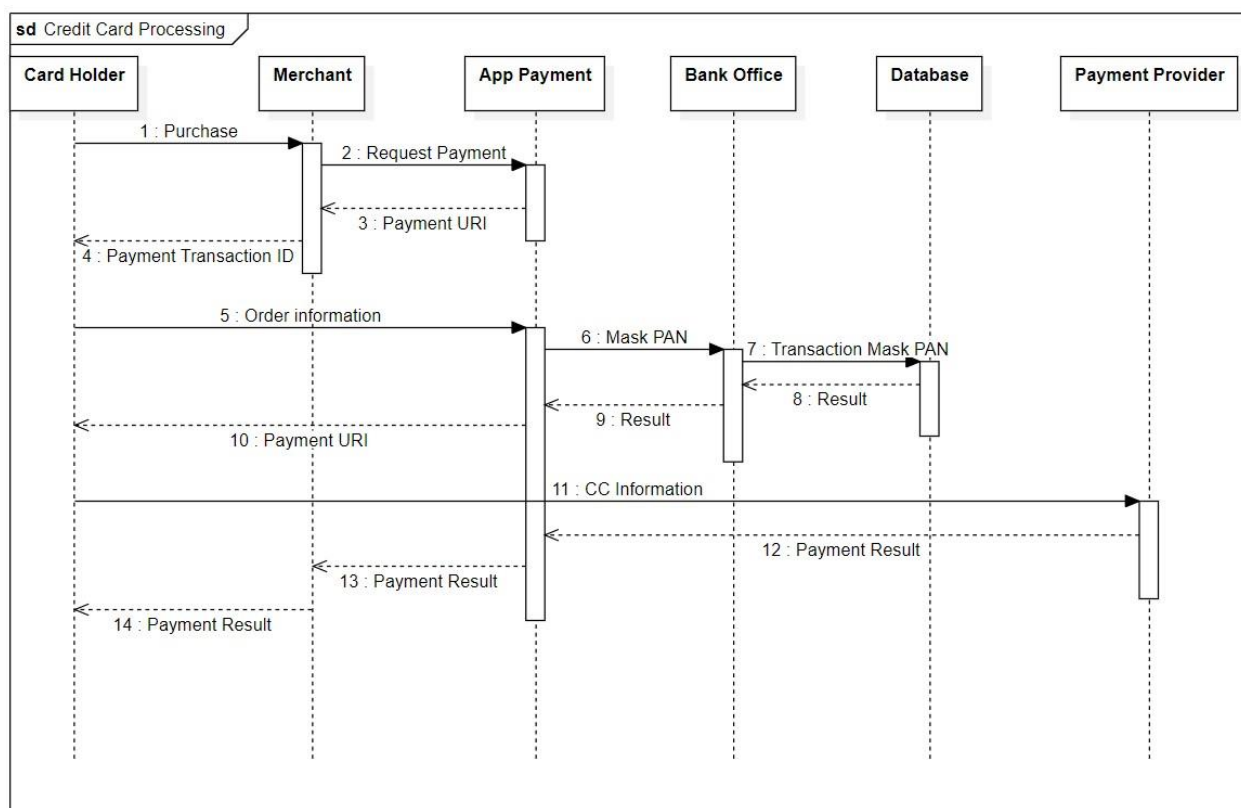 sd Credit Card Processing
Card Holder
Merchant
App Payment
Bank Office
Database
Payment Provider
1 : Purchase
2 : Request Payment
3 : Payment URI
4 : Payment Transaction ID
5 : Order information
6 : Mask PAN
7 : Transaction Mask PAN
8 : Result
9 : Result
10 : Payment URI
11 : CC Information
12 : Payment Result
13 : Payment Result
14 : Payment Result